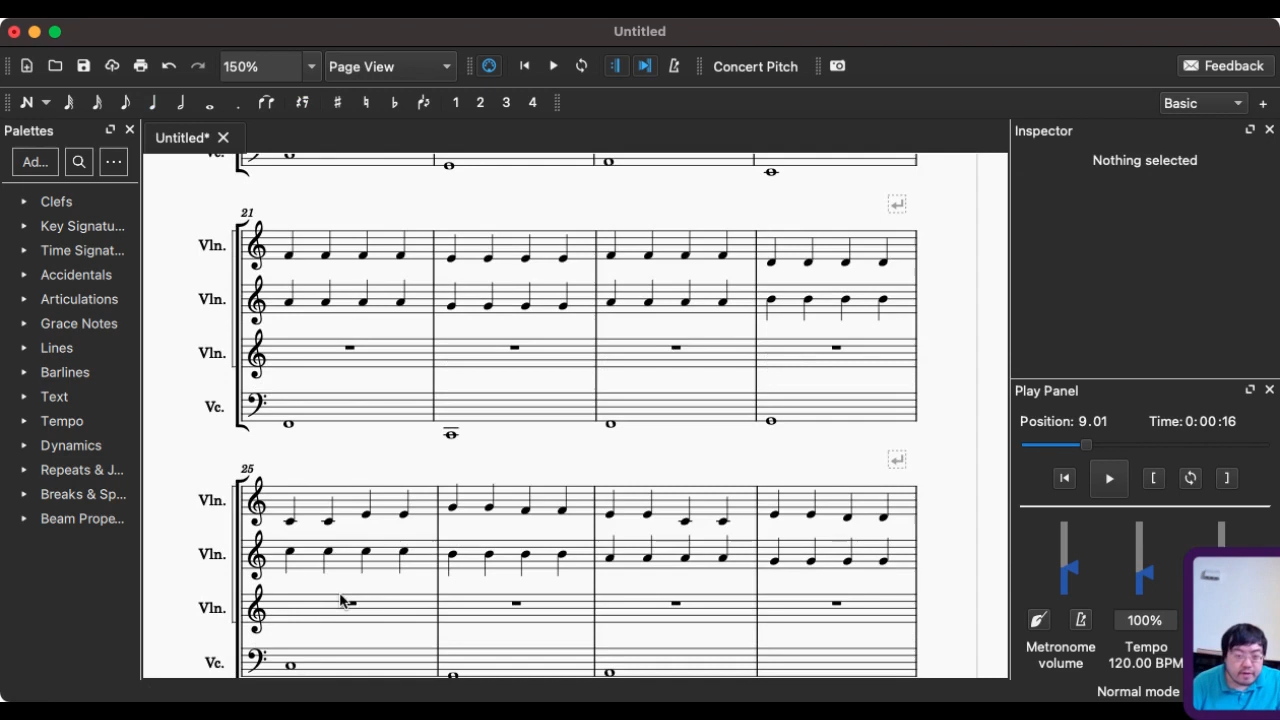 Untitled
150% Page View Concert Pitch Feedback
1 2 3 4 Basic +
Palettes
Untitled*
Inspector
Ad... ...
Nothing selected
Clefs
Key Signatu...
Time Signat...
Accidentals
Articulations
Grace Notes
Lines
Barlines
Text
Tempo
Dynamics
Repeats & J...
Breaks & Sp...
Beam Prope...
Vc.
21
Vln.
Vln.
Vln.
Vc.
25
Vln.
Vln.
Vln.
Vc.
Play Panel
Position: 9.01 Time:0:00:16
[ ]
100%
Metronome volume
Tempo
120.00 BPM
Normal mode